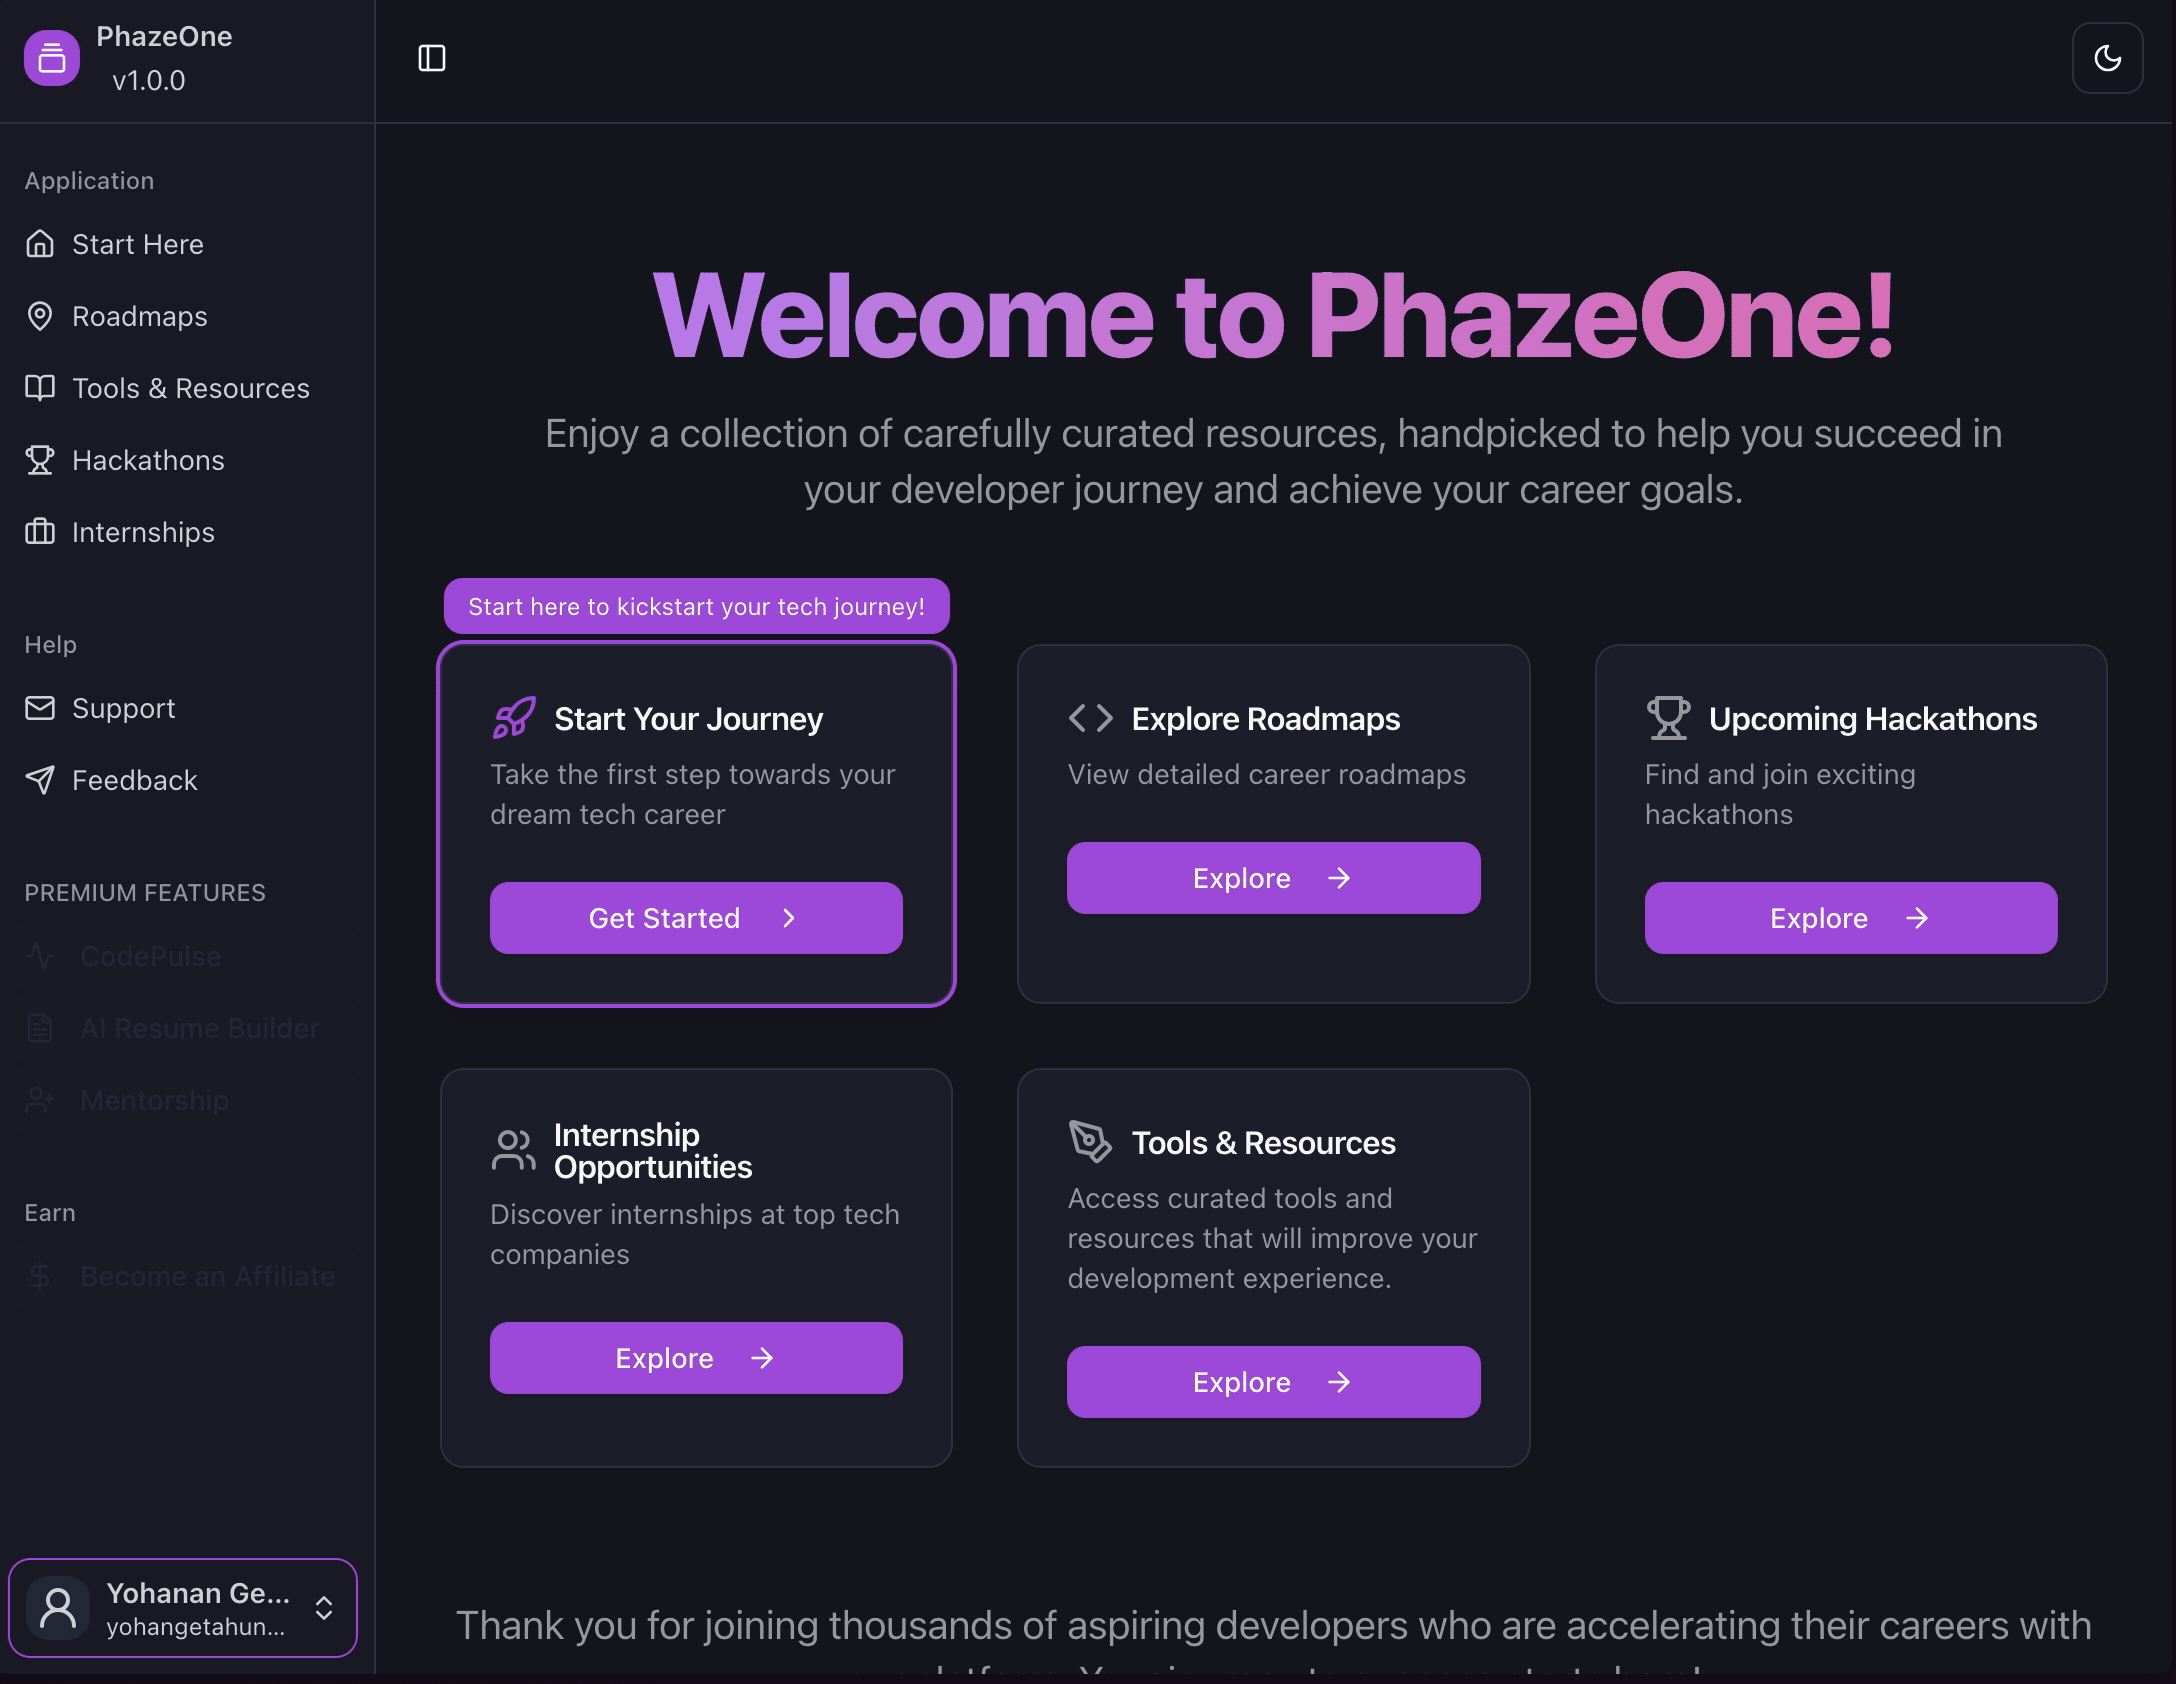 PhazeOne
v1.0.0
Application
Start Here
Roadmaps
Tools & Resources
Hackathons
Internships
Help
Support
Feedback
PREMIUM FEATURES
CodePulse
AI Resume Builder
Mentorship
Earn
Become an Affiliate
Yohanan Ge...
yohangetahun...
Welcome to PhazeOne!
Enjoy a collection of carefully curated resources, handpicked to help you succeed in
your developer journey and achieve your career goals.
Start here to kickstart your tech journey!
Start Your Journey
Take the first step towards your
dream tech career
Get Started
Explore Roadmaps
View detailed career roadmaps
Explore
Upcoming Hackathons
Find and join exciting
hackathons
Explore
Internship
Opportunities
Discover internships at top tech
companies
Explore
Tools & Resources
Access curated tools and
resources that will improve your
development experience.
Explore
Thank you for joining thousands of aspiring developers who are accelerating their careers with